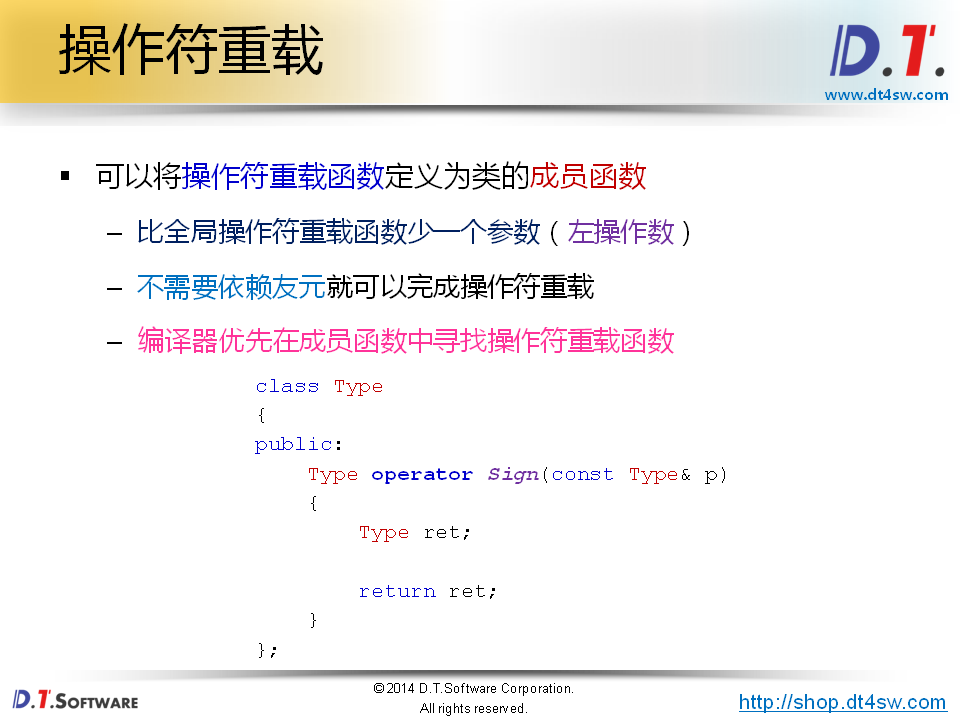 操作符重载
D.T.
www.dt4sw.com
▪ 可以将操作符重载函数定义为类的成员函数
– 比全局操作符重载函数少一个参数（左操作数）
– 不需要依赖友元就可以完成操作符重载
– 编译器优先在成员函数中寻找操作符重载函数
class Type
{
public:
    Type operator Sign(const Type& p)
    {
        Type ret;
        return ret;
    }
};
D.T.SOFTWARE
©2014 D.T.Software Corporation.
All rights reserved.
http://shop.dt4sw.com